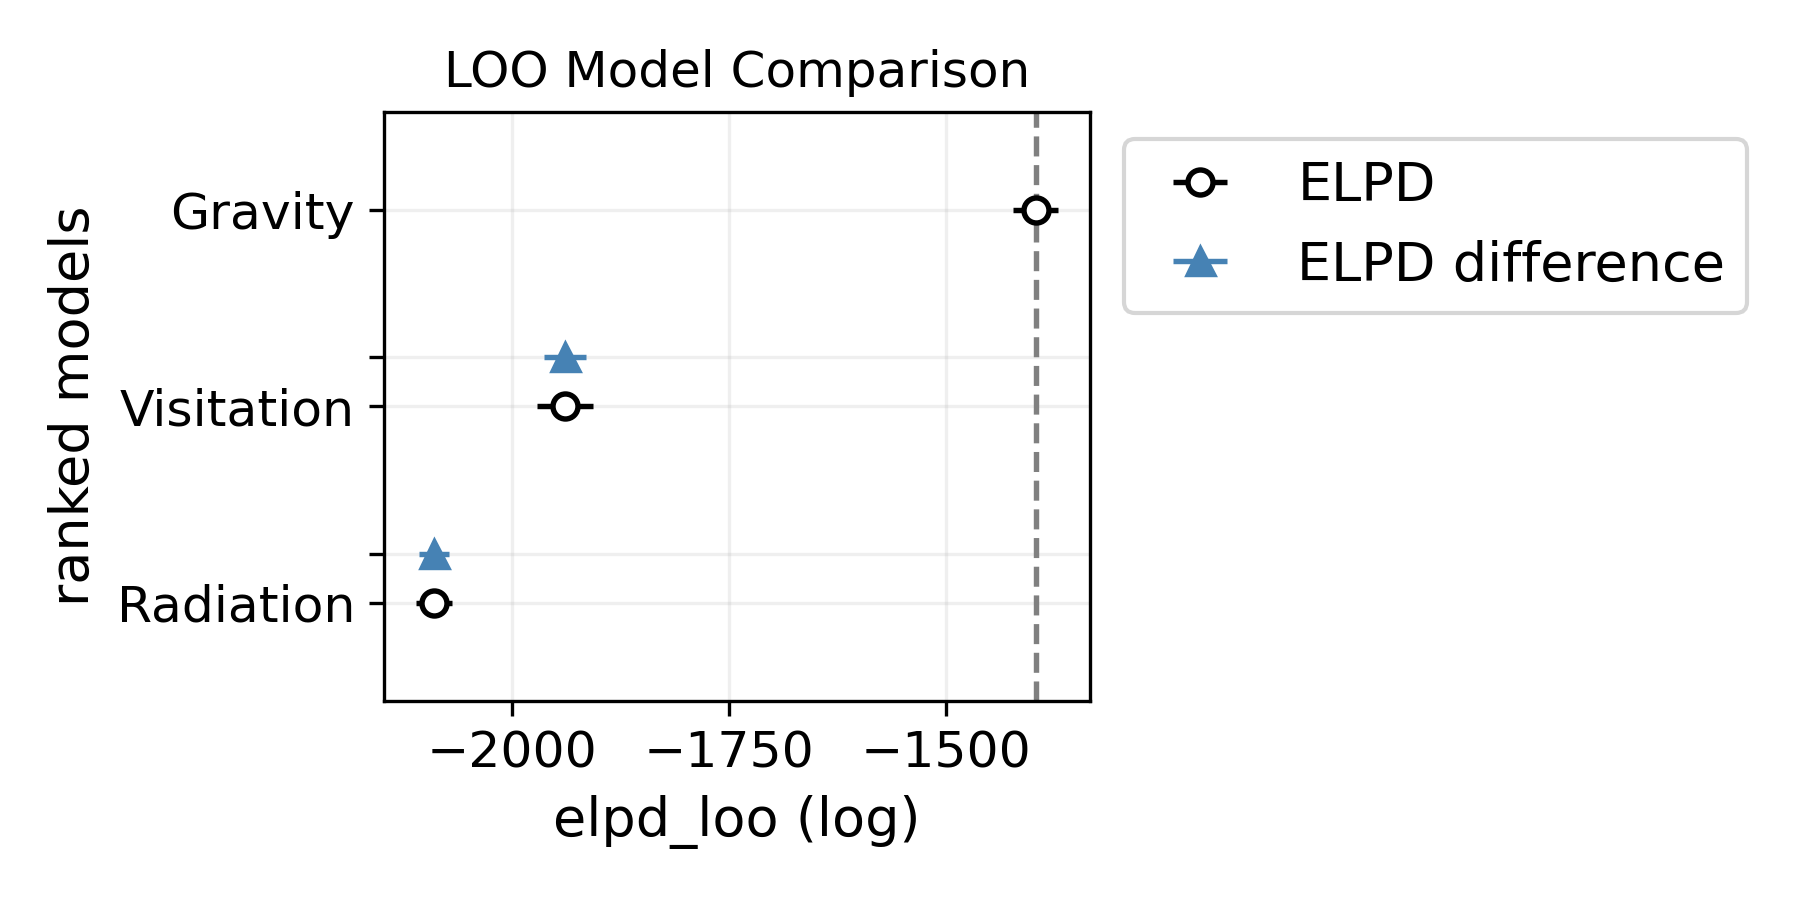 LOO Model Comparison
ranked models
Gravity
Visitation
Radiation
−2000 −1750 −1500
elpd_loo (log)
ELPD
ELPD difference